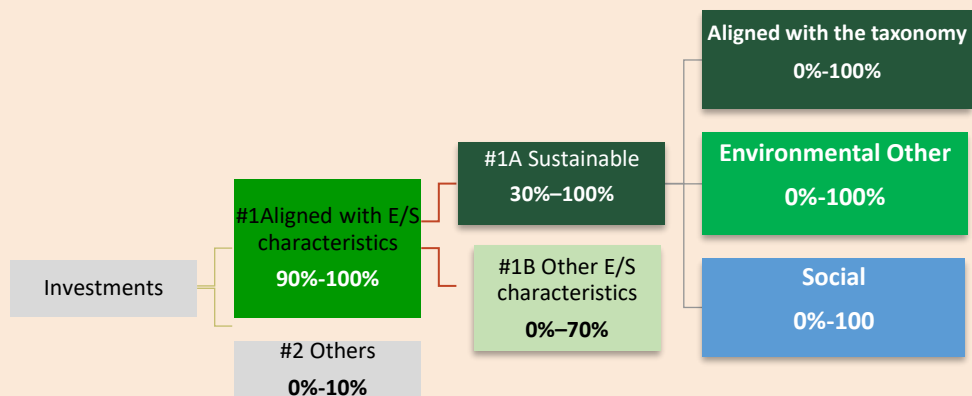 Investments
#1Aligned with E/S
characteristics
90%-100%
#2 Others
0%-10%
#1A Sustainable
30%–100%
#1B Other E/S
characteristics
0%–70%
Aligned with the taxonomy
0%-100%
Environmental Other
0%-100%
Social
0%-100